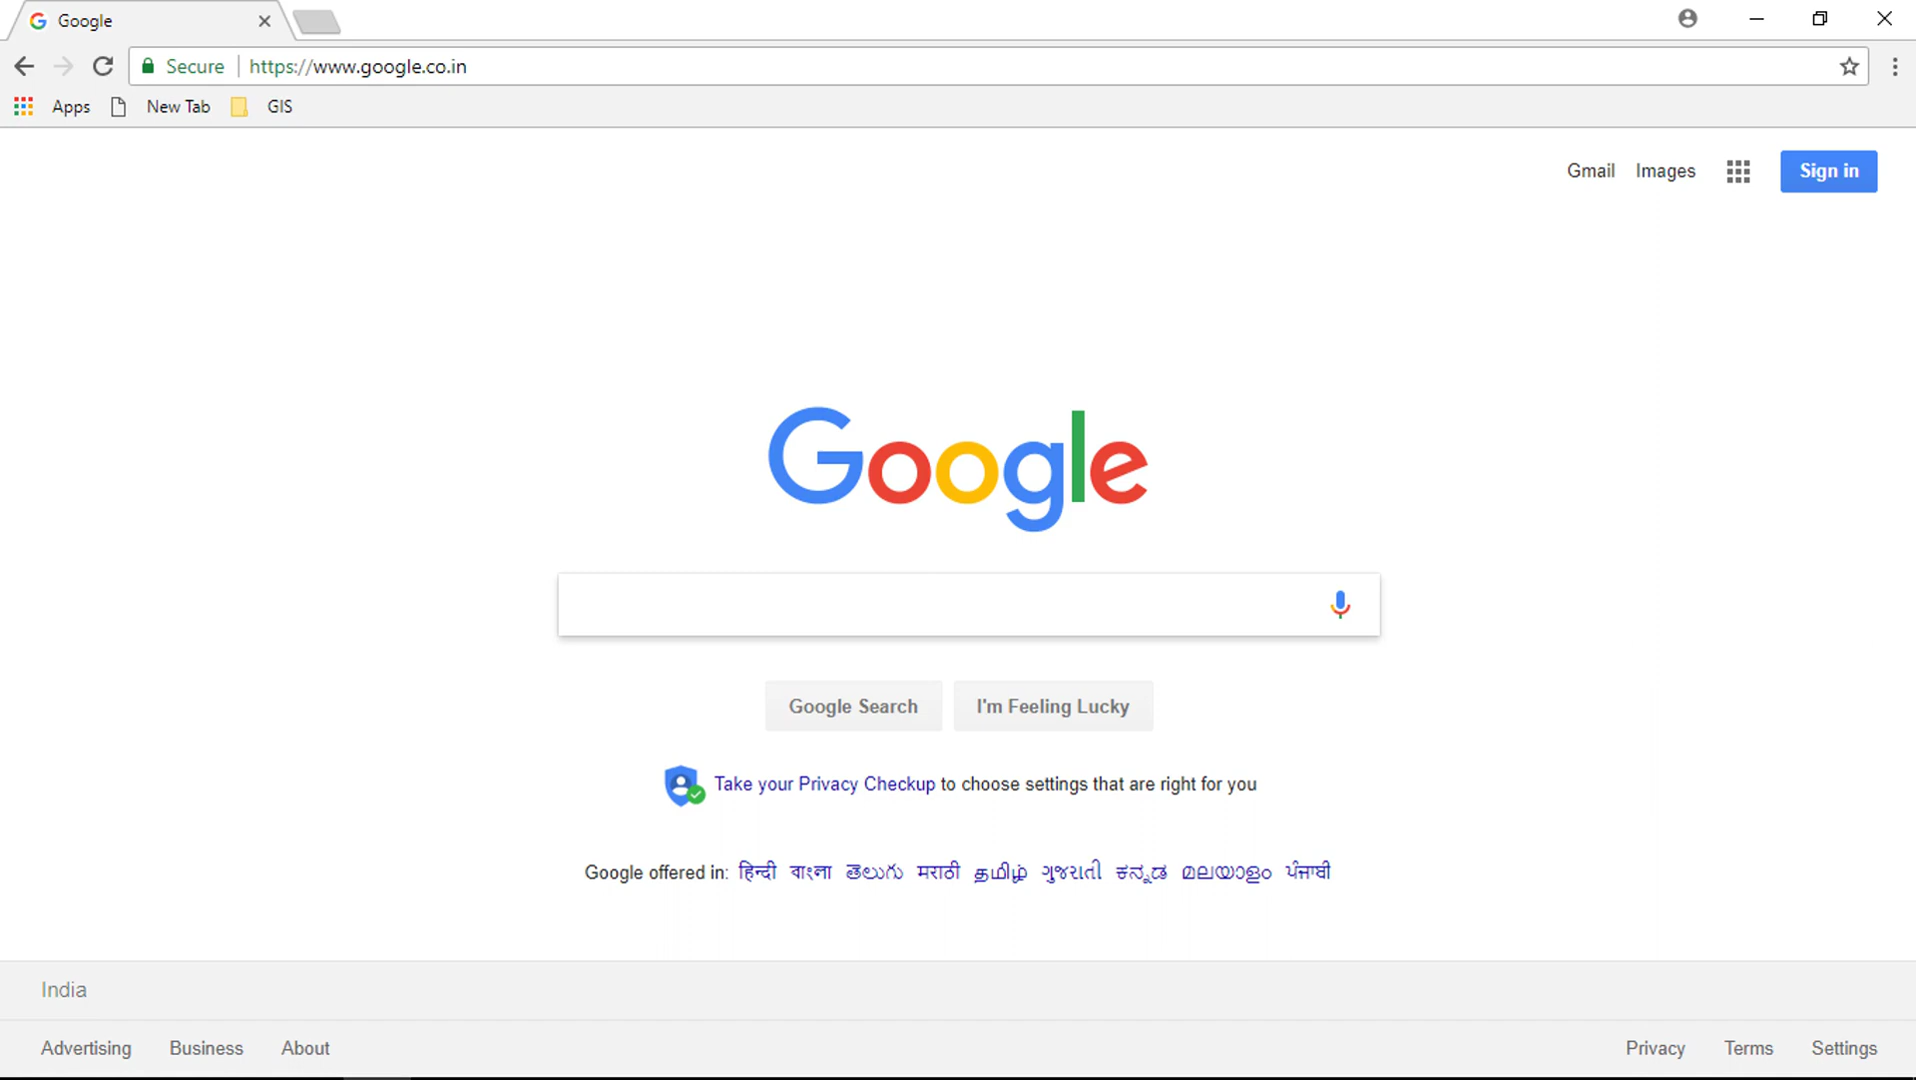 Google
Secure https://www.google.co.in
Apps New Tab GIS
Gmail Images Sign in
Google
Google Search I'm Feeling Lucky
Take your Privacy Checkup to choose settings that are right for you
Google offered in: हिन्दी বাংলা తెలుగు मराठी தமிழ் ગુજરાતી ಕನ್ನಡ മലയാളം ਪੰਜਾਬੀ
India
Advertising Business About Privacy Terms Settings